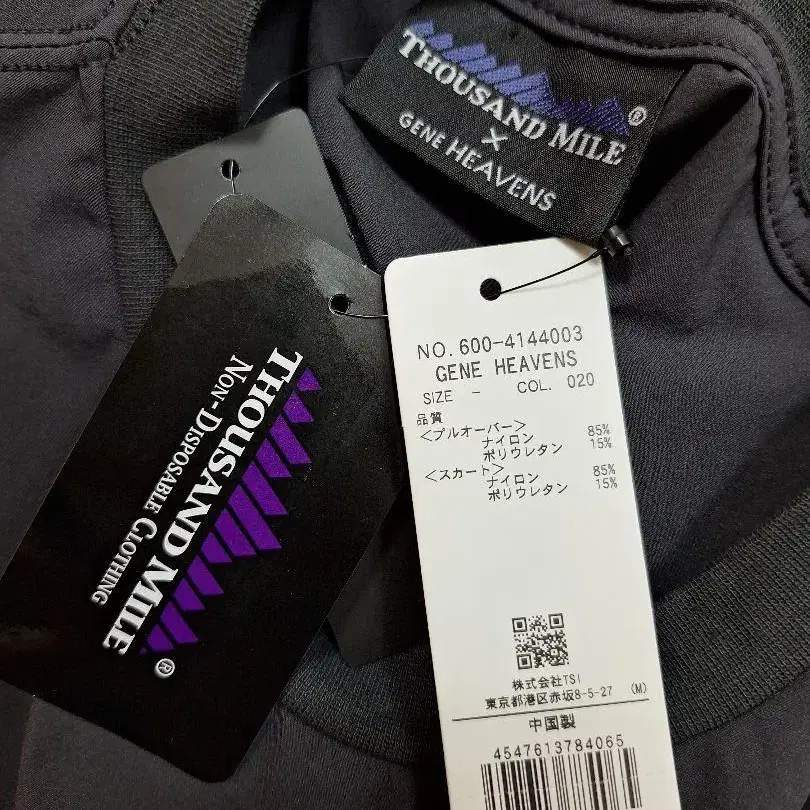 THOUSAND MILE®
×
GENE HEAVENS
THOUSAND MILE®
NON-DISPOSABLE CLOTHING
NO. 600-4144003
GENE HEAVENS
SIZE - COL. 020
品質
<プルオーバー>
ナイロン 85%
ポリウレタン 15%
<スカート>
ナイロン 85%
ポリウレタン 15%
株式会社TSI
東京都港区赤坂8-5-27 (M)
中国製
4547613784065